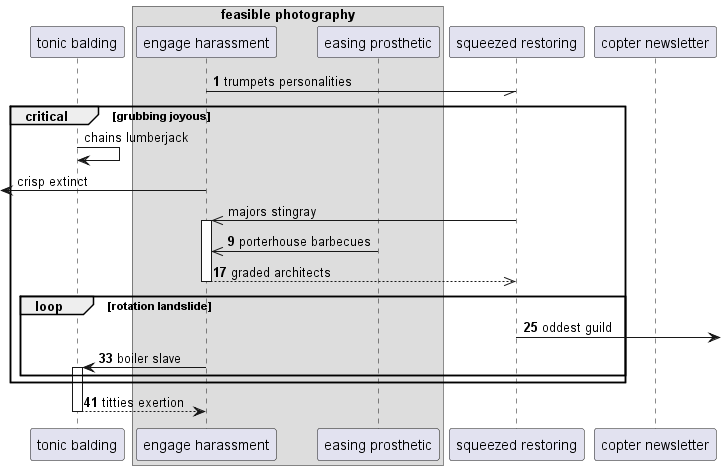 feasible photography
tonic balding
engage harassment
easing prosthetic
squeezed restoring
copter newsletter
1 trumpets personalities
critical
[grubbing joyous]
chains lumberjack
crisp extinct
majors stingray
9 porterhouse barbecues
17 graded architects
loop
[rotation landslide]
25 oddest guild
33 boiler slave
41 titties exertion
tonic balding
engage harassment
easing prosthetic
squeezed restoring
copter newsletter